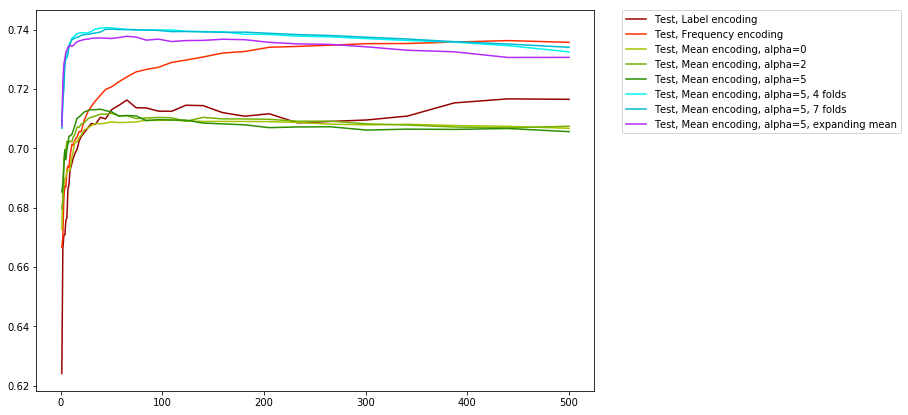 0.74
0.72
0.70
0.68
0.66
0.64
0.62
0
100
200
300
400
500
Test, Label encoding
Test, Frequency encoding
Test, Mean encoding, alpha=0
Test, Mean encoding, alpha=2
Test, Mean encoding, alpha=5
Test, Mean encoding, alpha=5, 4 folds
Test, Mean encoding, alpha=5, 7 folds
Test, Mean encoding, alpha=5, expanding mean